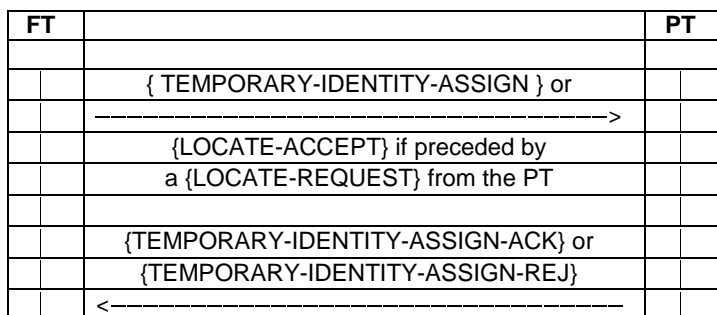 FT PT
{ TEMPORARY-IDENTITY-ASSIGN } or
{LOCATE-ACCEPT} if preceded by
a {LOCATE-REQUEST} from the PT
{TEMPORARY-IDENTITY-ASSIGN-ACK} or
{TEMPORARY-IDENTITY-ASSIGN-REJ}